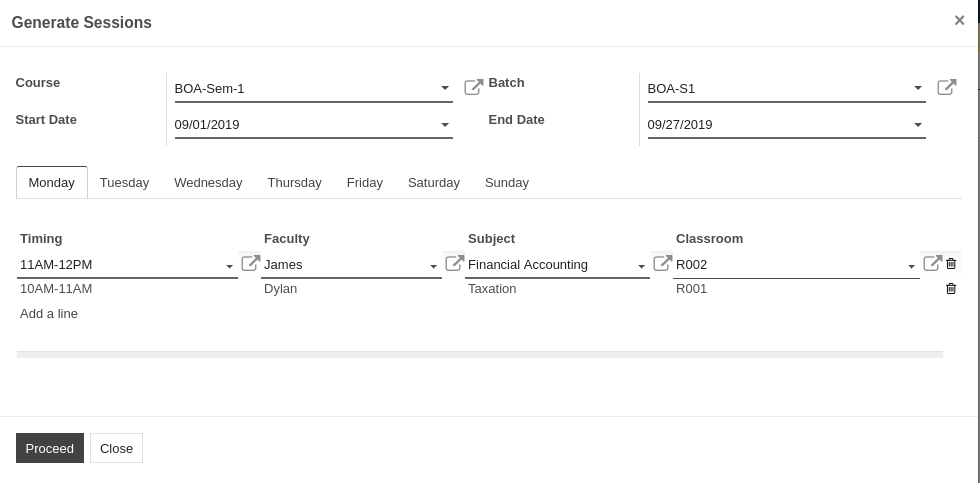 Generate Sessions ×
Course BOA-Sem-1 Batch BOA-S1
Start Date 09/01/2019 End Date 09/27/2019
Monday Tuesday Wednesday Thursday Friday Saturday Sunday
Timing Faculty Subject Classroom
11AM-12PM James Financial Accounting R002
10AM-11AM Dylan Taxation R001
Add a line
Proceed Close